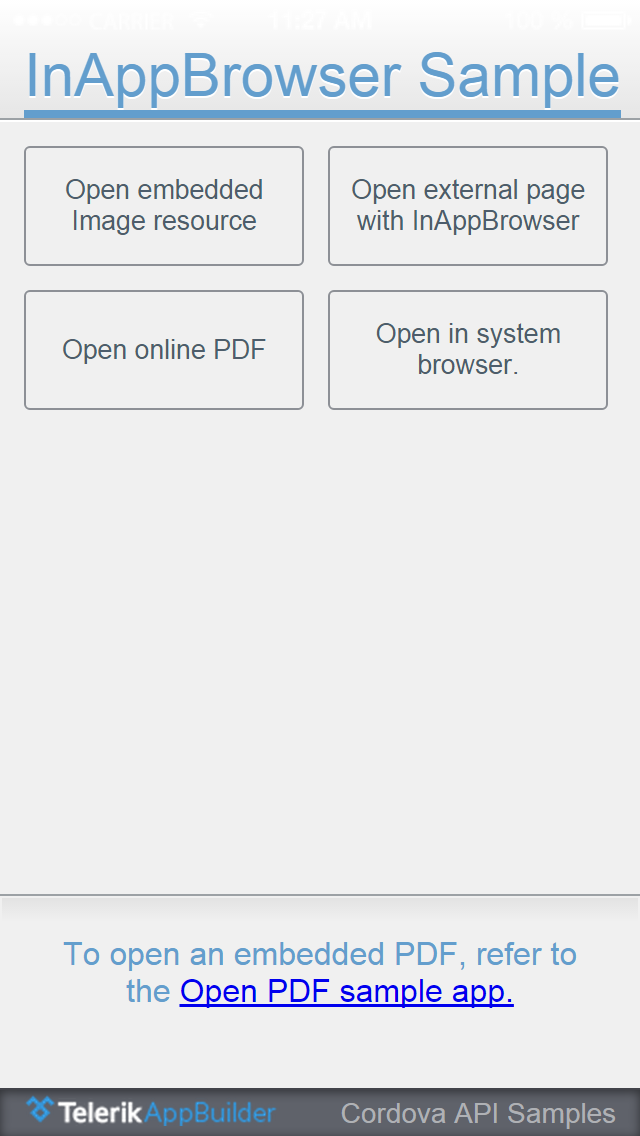 CARRIER 11:27 AM 100 %
InAppBrowser Sample
Open embedded
Image resource
Open external page
with InAppBrowser
Open online PDF
Open in system
browser.
To open an embedded PDF, refer to
the Open PDF sample app.
Telerik AppBuilder
Cordova API Samples